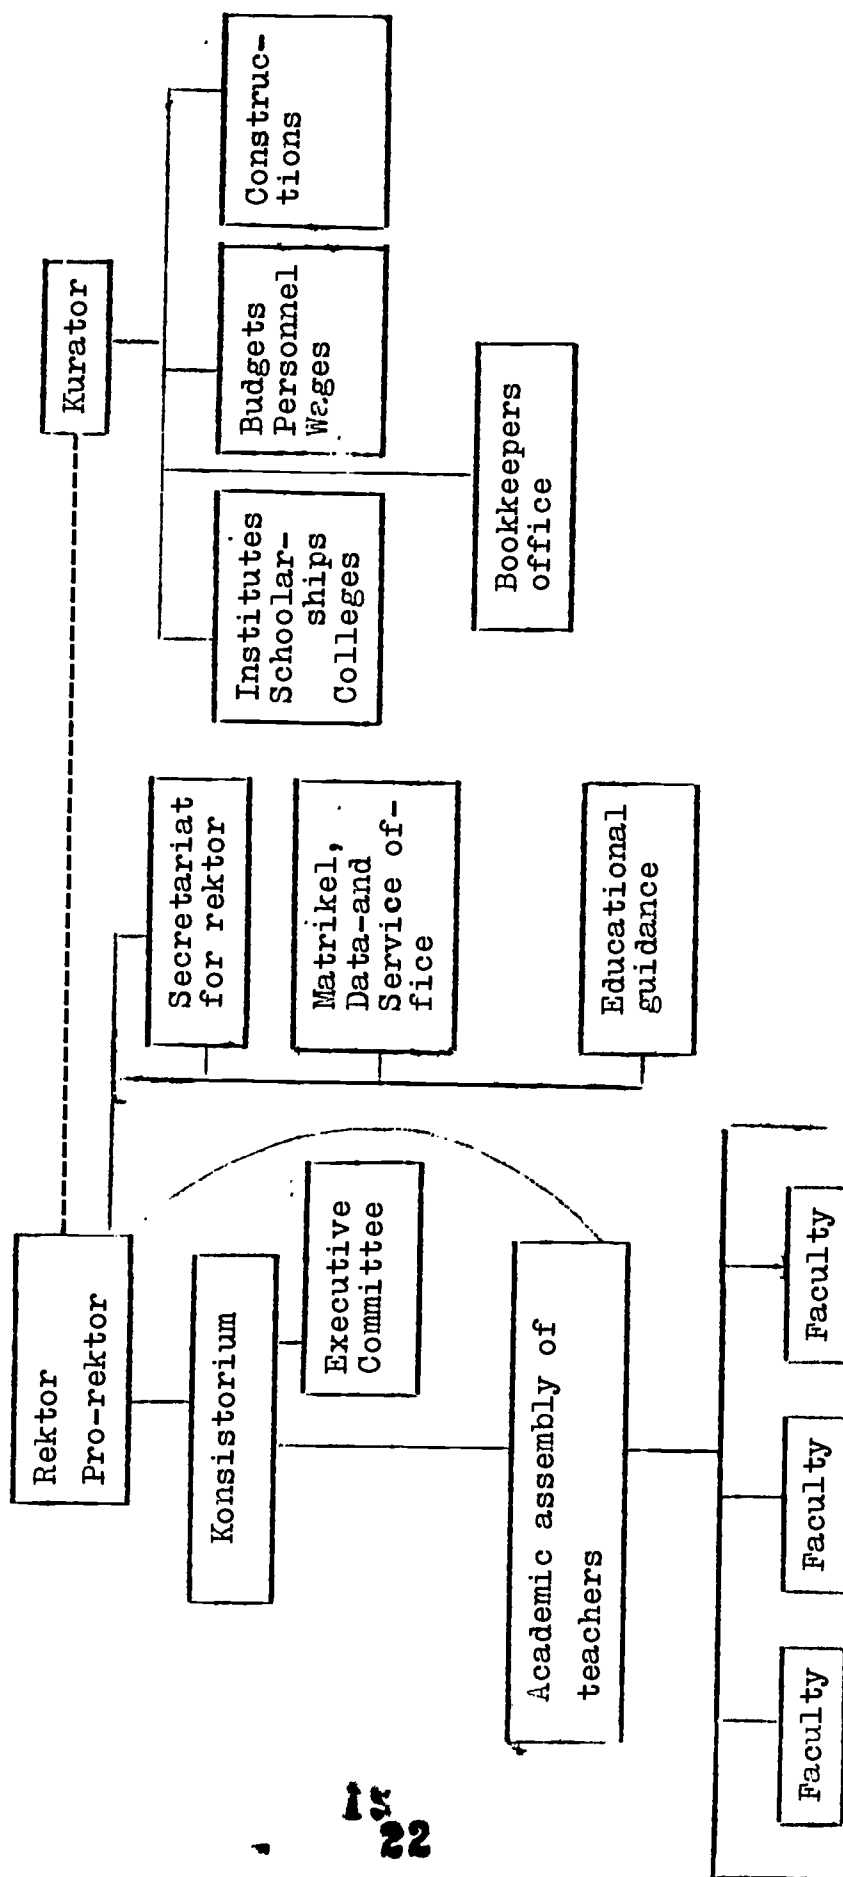 Rektor
Pro-rektor
Kurator
Konsistorium
Executive
Committee
Academic assembly of
teachers
Faculty
Faculty
Faculty
Secretariat
for rektor
Matrikel,
Data-and
Service of-
fice
Educational
guidance
Institutes
Schoolar-
ships
Colleges
Budgets
Personnel
Wages
Construc-
tions
Bookkeepers
office
22